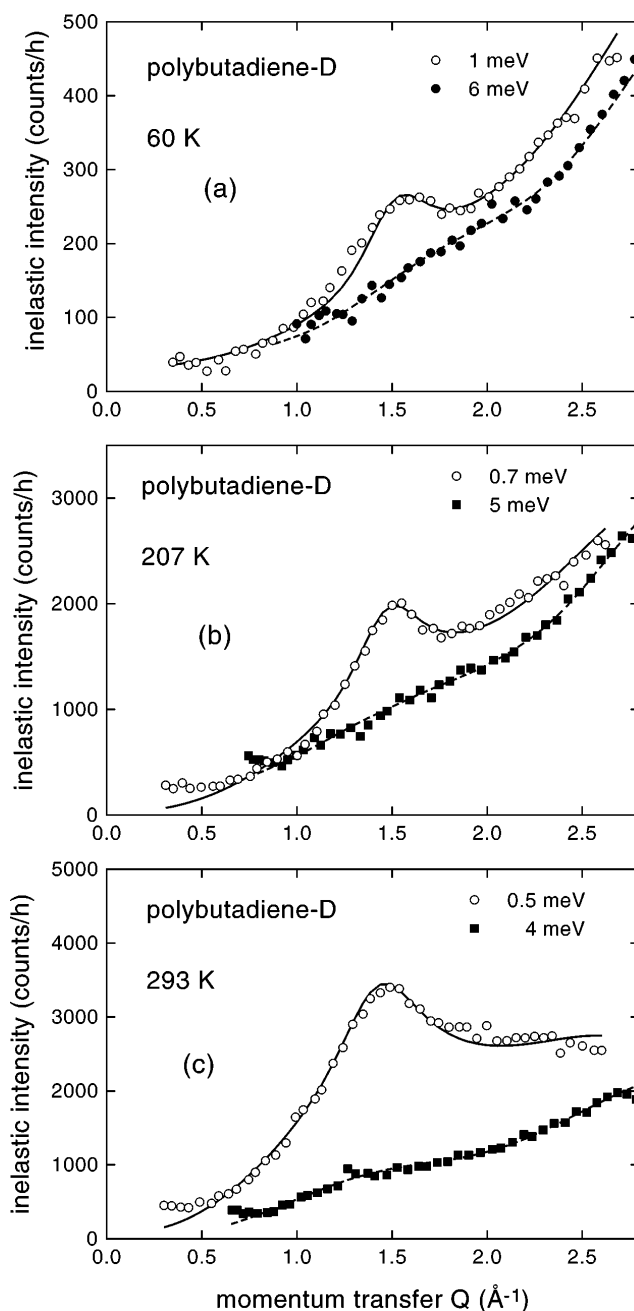 500
400
300
200
100
0
inelastic intensity (counts/h)
polybutadiene-D
60 K
(a)
1 meV
6 meV
0.0 0.5 1.0 1.5 2.0 2.5
3000
2000
1000
0
inelastic intensity (counts/h)
polybutadiene-D
207 K
(b)
0.7 meV
5 meV
0.0 0.5 1.0 1.5 2.0 2.5
5000
4000
3000
2000
1000
0
inelastic intensity (counts/h)
polybutadiene-D
293 K
(c)
0.5 meV
4 meV
0.0 0.5 1.0 1.5 2.0 2.5
momentum transfer Q (Å⁻¹)